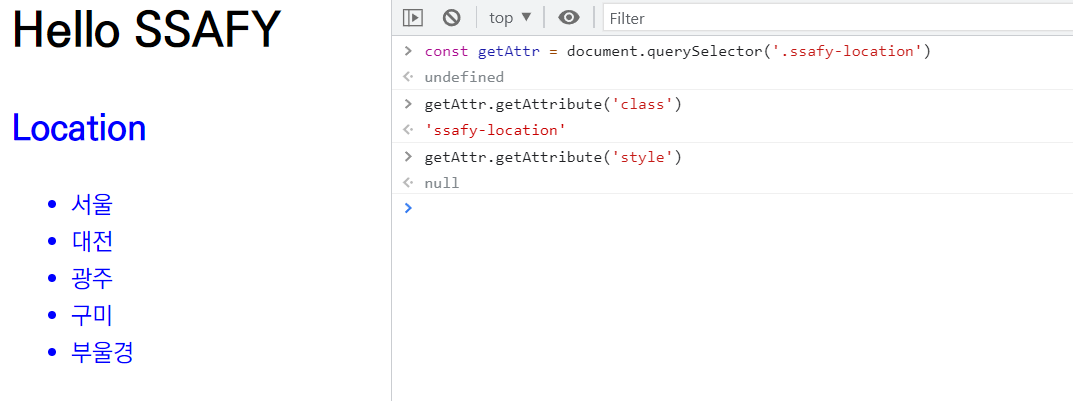 Hello SSAFY
Location
• 서울
• 대전
• 광주
• 구미
• 부울경
top ▼ Filter
> const getAttr = document.querySelector('.ssafy-location')
<· undefined
> getAttr.getAttribute('class')
<· 'ssafy-location'
> getAttr.getAttribute('style')
<· null
>